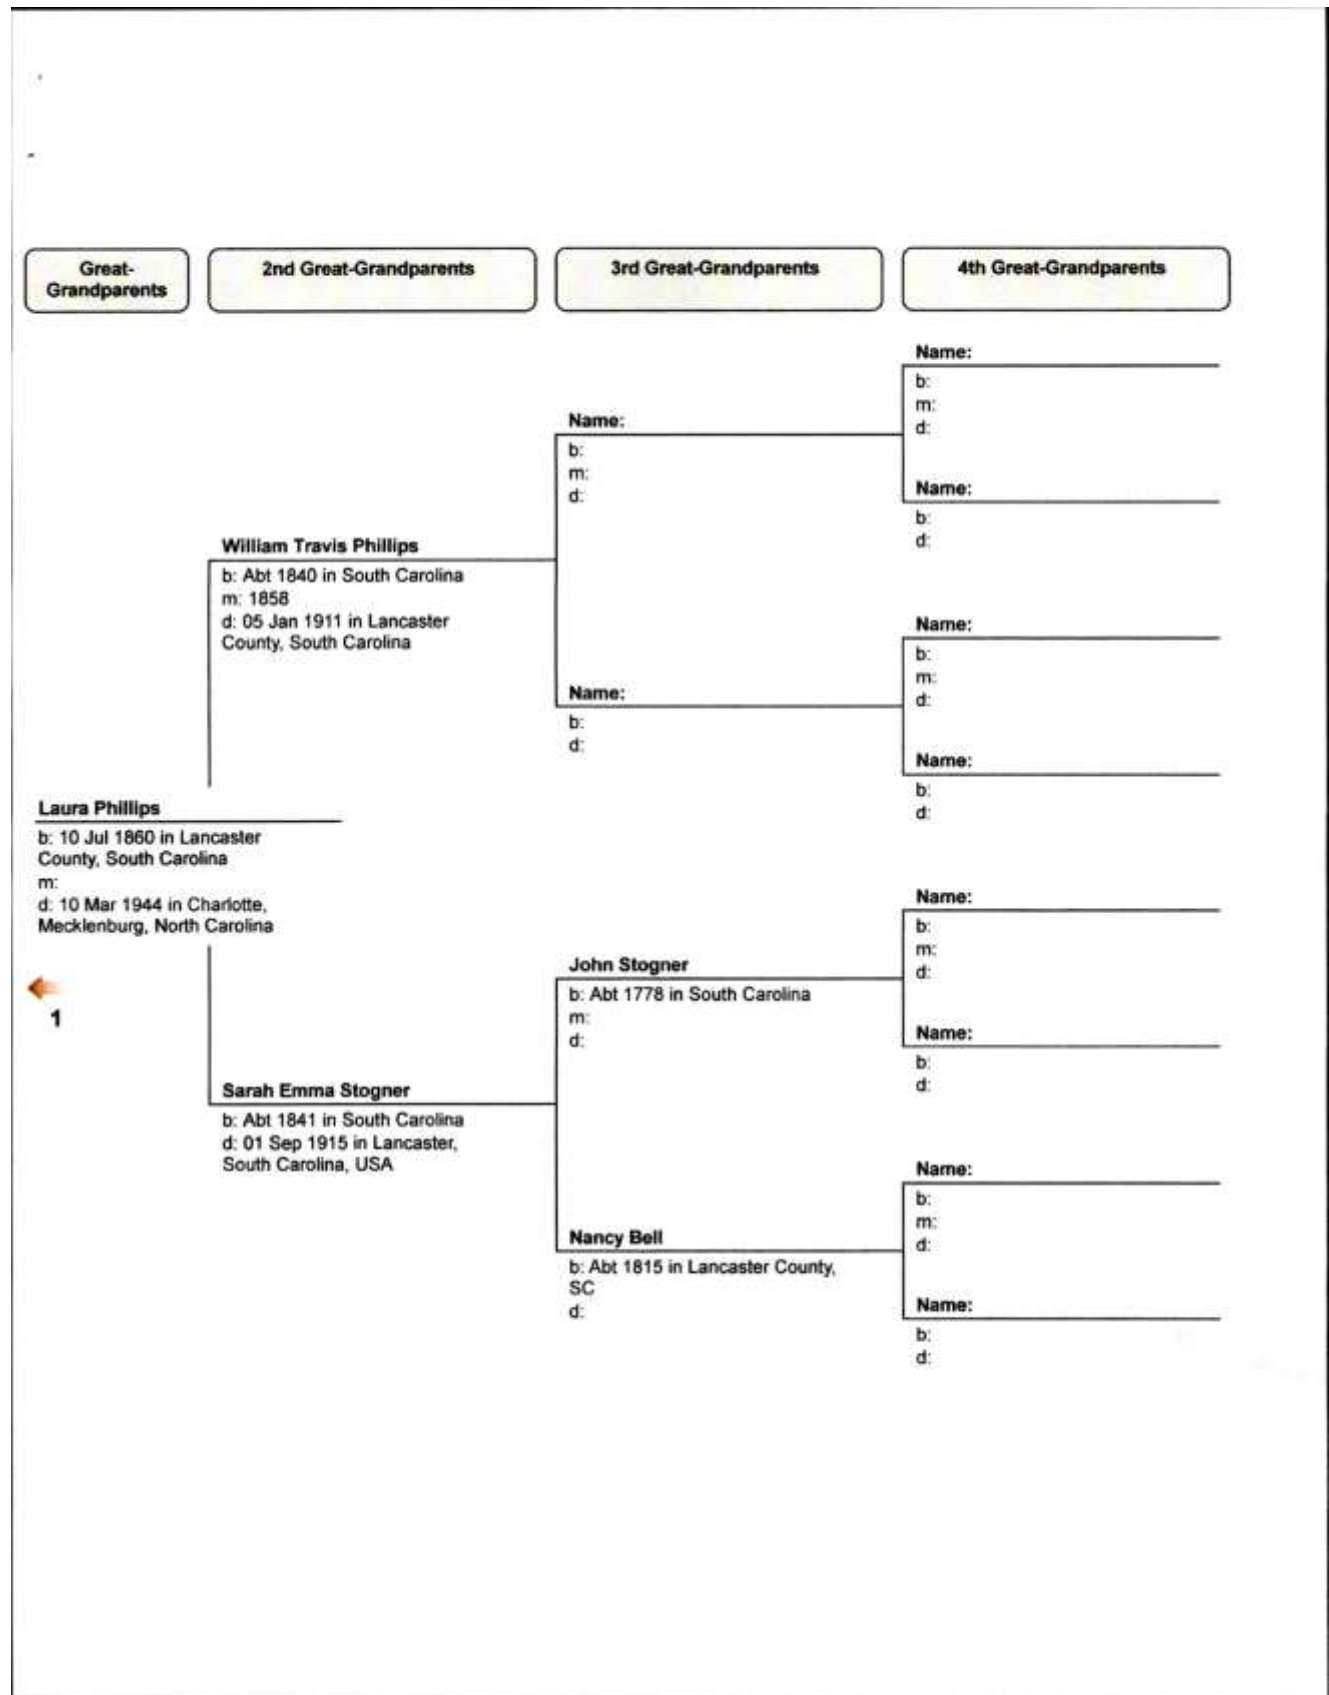 Great-
Grandparents
2nd Great-Grandparents
3rd Great-Grandparents
4th Great-Grandparents
Laura Phillips
b: 10 Jul 1860 in Lancaster
County, South Carolina
m:
d: 10 Mar 1944 in Charlotte,
Mecklenburg, North Carolina
1
William Travis Phillips
b: Abt 1840 in South Carolina
m: 1858
d: 05 Jan 1911 in Lancaster
County, South Carolina
Sarah Emma Stogner
b: Abt 1841 in South Carolina
d: 01 Sep 1915 in Lancaster,
South Carolina, USA
Name:
b:
m:
d:
Name:
b:
d:
John Stogner
b: Abt 1778 in South Carolina
m:
d:
Nancy Bell
b: Abt 1815 in Lancaster County,
SC
d:
Name:
b:
m:
d:
Name:
b:
d:
Name:
b:
m:
d:
Name:
b:
d:
Name:
b:
m:
d:
Name:
b:
d:
Name:
b:
m:
d:
Name:
b:
d: